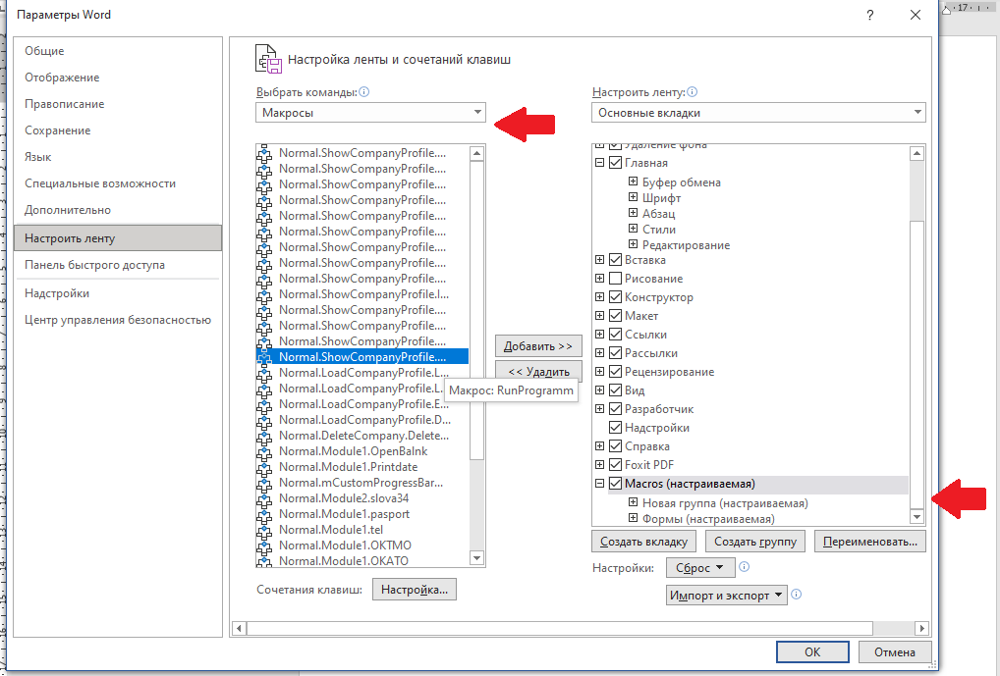 Параметры Word
?
17
Общие
Отображение
Правописание
Сохранение
Язык
Специальные возможности
Дополнительно
Настроить ленту
Панель быстрого доступа
Надстройки
Центр управления безопасностью
Настройка ленты и сочетаний клавиш
Выбрать команды:
Макросы
Normal.ShowCompanyProfile....
Normal.ShowCompanyProfile....
Normal.ShowCompanyProfile....
Normal.ShowCompanyProfile....
Normal.ShowCompanyProfile....
Normal.ShowCompanyProfile....
Normal.ShowCompanyProfile....
Normal.ShowCompanyProfile....
Normal.ShowCompanyProfile....
Normal.ShowCompanyProfile.I...
Normal.ShowCompanyProfile....
Normal.ShowCompanyProfile....
Normal.ShowCompanyProfile....
Normal.ShowCompanyProfile....
Normal.LoadCompanyProfile.L...
Normal.LoadCompanyProfile.L...
Normal.LoadCompanyProfile.E...
Normal.LoadCompanyProfile.D...
Normal.DeleteCompany.Delete...
Normal.Module1.OpenBalnk
Normal.Module1.Printdate
Normal.mCustomProgressBar...
Normal.Module2.slova34
Normal.Module1.pasport
Normal.Module1.tel
Normal.Module1.OKTMO
Normal.Module1.OKATO
Сочетания клавиш:
Настройка...
Добавить >>
<< Удалить
Макрос: RunProgramm
Настроить ленту:
Основные вкладки
Удаление фона
Главная
Буфер обмена
Шрифт
Абзац
Стили
Редактирование
Вставка
Рисование
Конструктор
Макет
Ссылки
Рассылки
Рецензирование
Вид
Разработчик
Надстройки
Справка
Foxit PDF
Macros (настраиваемая)
Новая группа (настраиваемая)
Формы (настраиваемая)
Создать вкладку
Создать группу
Переименовать...
Настройки:
Сброс
Импорт и экспорт
ОК
Отмена